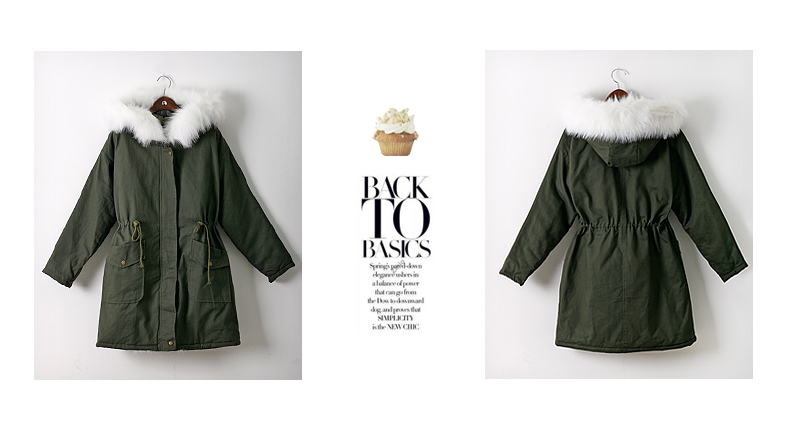 BACK
TO
BASICS
Spring's pared-down
elegance ushers in
a balance of power
that can go from
the Dow to downward
dog, and proves that
SIMPLICITY
is the NEW CHIC